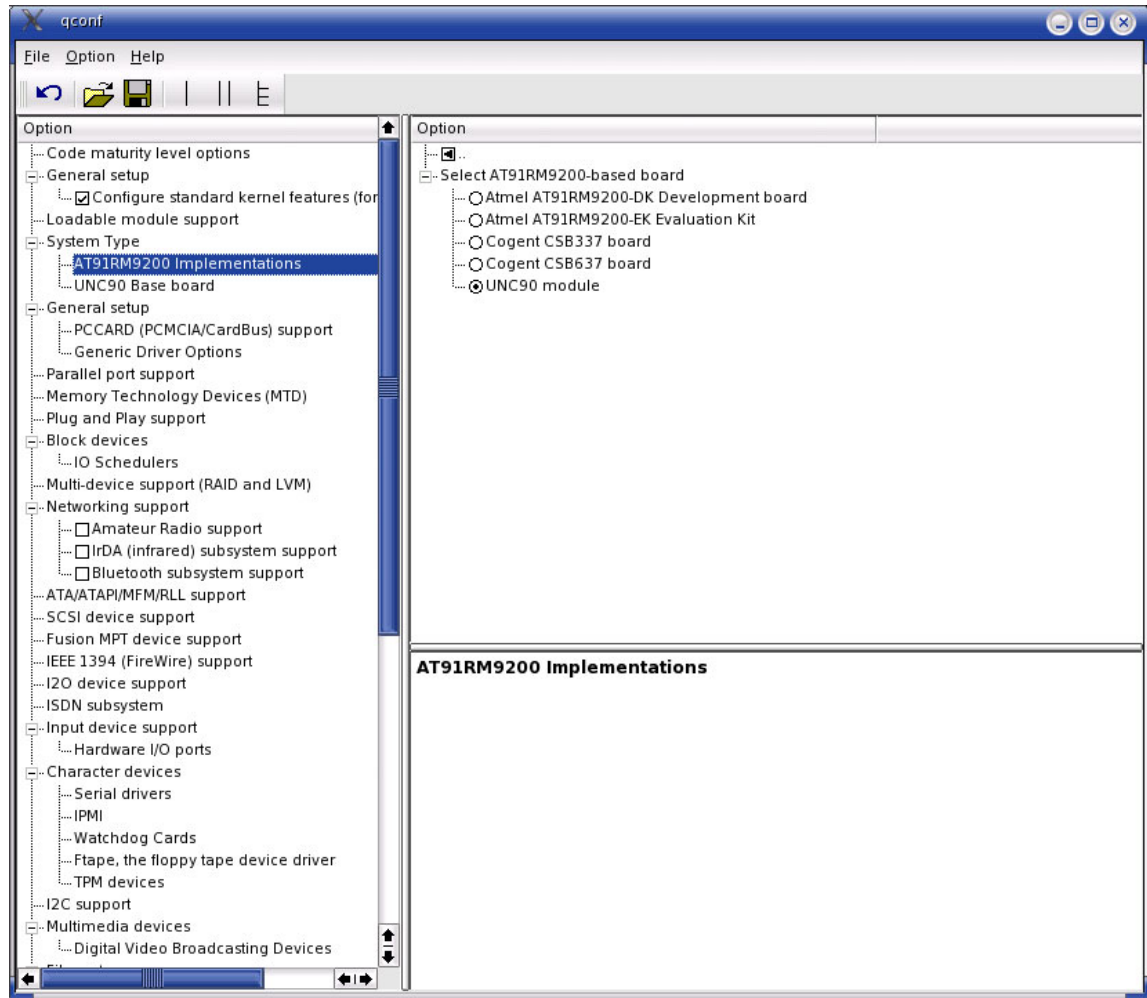 qconf
File Option Help
Option
Code maturity level options
General setup
Configure standard kernel features (for
Loadable module support
System Type
AT91RM9200 Implementations
UNC90 Base board
General setup
PCCARD (PCMCIA/CardBus) support
Generic Driver Options
Parallel port support
Memory Technology Devices (MTD)
Plug and Play support
Block devices
IO Schedulers
Multi-device support (RAID and LVM)
Networking support
Amateur Radio support
IrDA (infrared) subsystem support
Bluetooth subsystem support
ATA/ATAPI/MFM/RLL support
SCSI device support
Fusion MPT device support
IEEE 1394 (FireWire) support
I2O device support
ISDN subsystem
Input device support
Hardware I/O ports
Character devices
Serial drivers
IPMI
Watchdog Cards
Ftape, the floppy tape device driver
TPM devices
I2C support
Multimedia devices
Digital Video Broadcasting Devices
Option
..
Select AT91RM9200-based board
Atmel AT91RM9200-DK Development board
Atmel AT91RM9200-EK Evaluation Kit
Cogent CSB337 board
Cogent CSB637 board
UNC90 module
AT91RM9200 Implementations